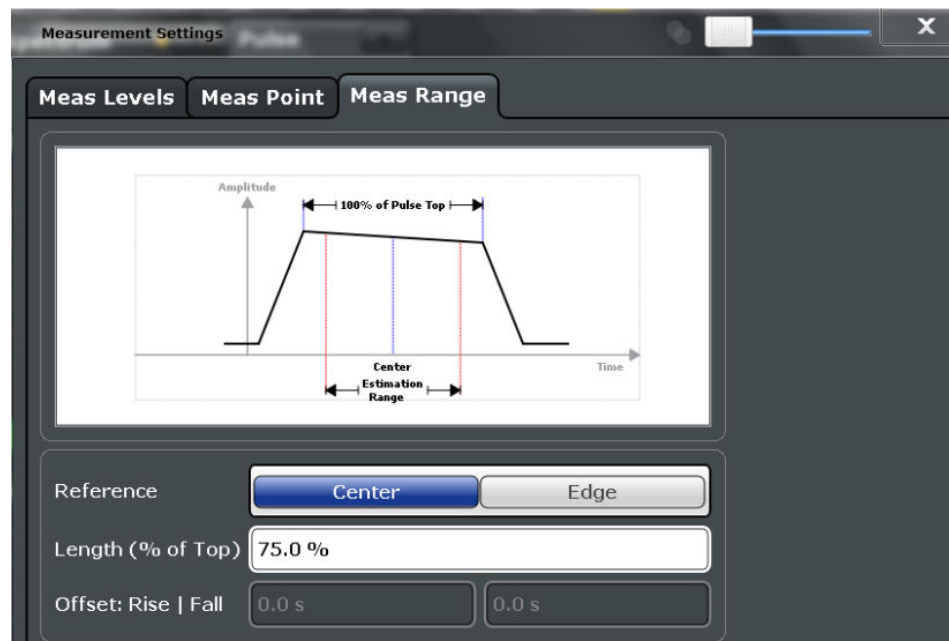 Measurement Settings
Pulse
X
Meas Levels
Meas Point
Meas Range
Amplitude
100% of Pulse Top
Center
Time
Estimation
Range
Reference
Center
Edge
Length (% of Top)
75.0 %
Offset: Rise | Fall
0.0 s
0.0 s